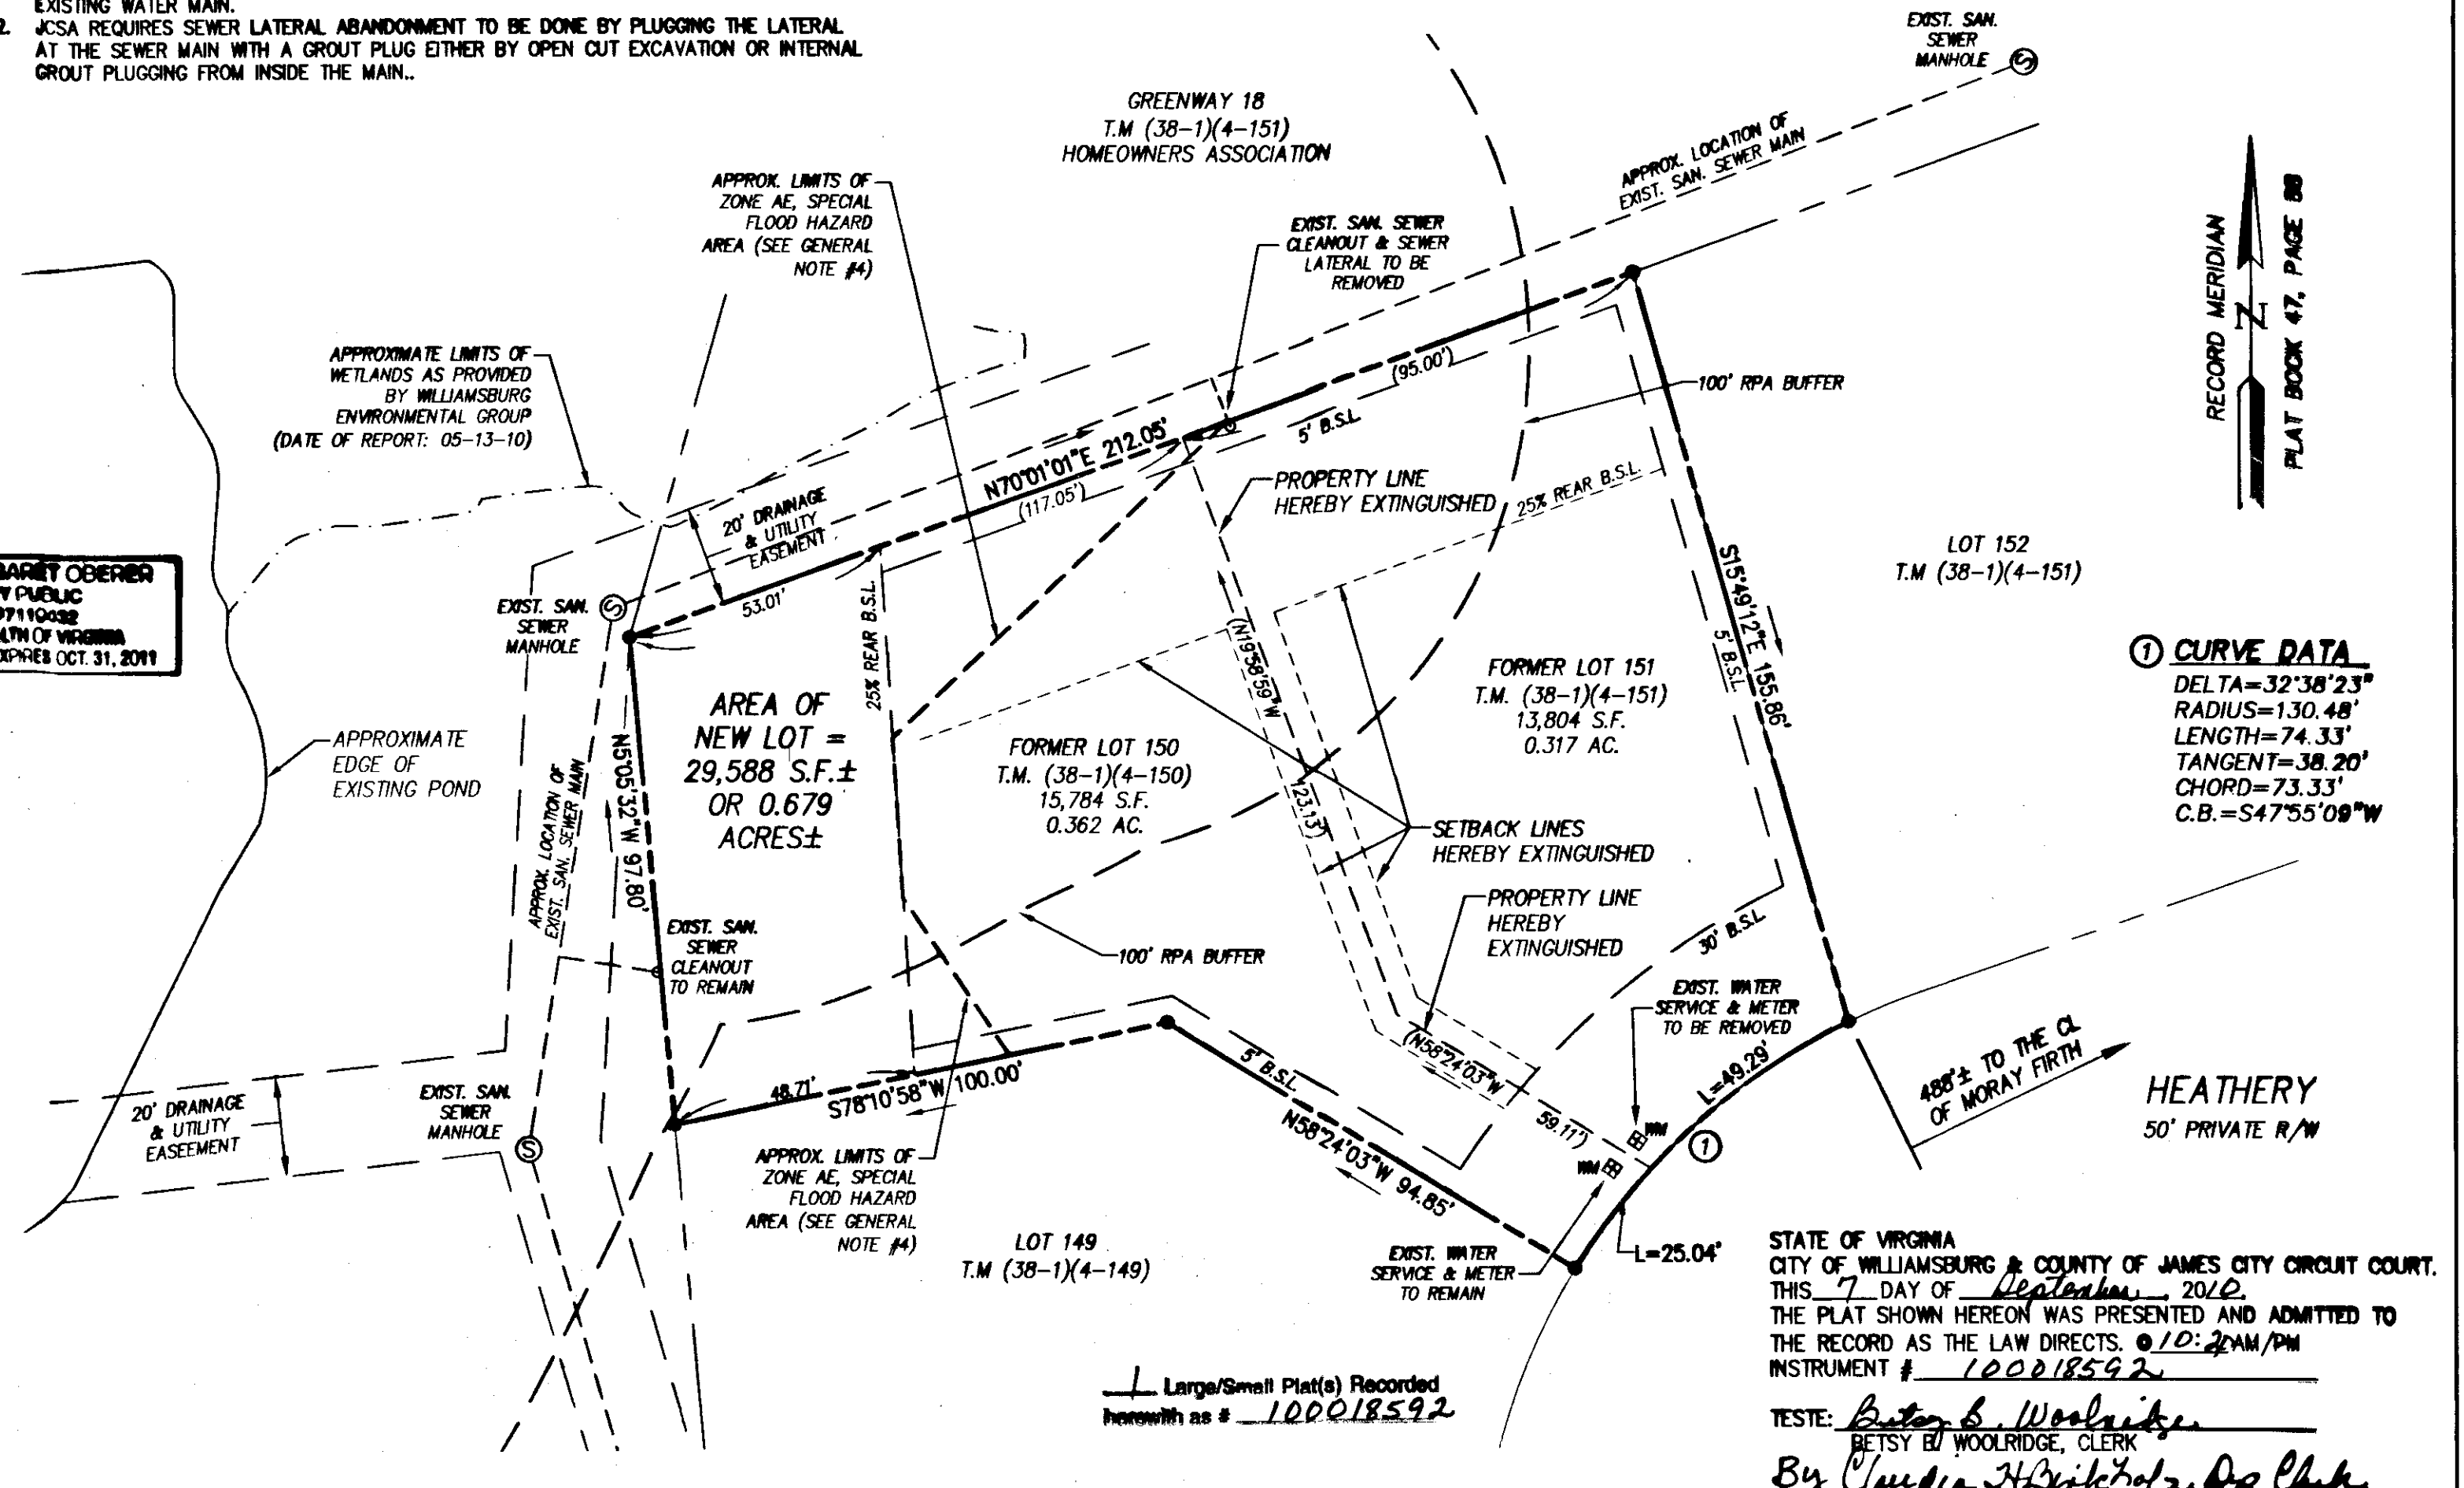 EXISTING WATER MAIN.
2. JCSA REQUIRES SEWER LATERAL ABANDONMENT TO BE DONE BY PLUGGING THE LATERAL
AT THE SEWER MAIN WITH A GROUT PLUG EITHER BY OPEN CUT EXCAVATION OR INTERNAL
GROUT PLUGGING FROM INSIDE THE MAIN..
EXIST. SAN.
SEWER
MANHOLE
S
GREENWAY 18
T.M (38-1)(4-151)
HOMEOWNERS ASSOCIATION
APPROX. LOCATION OF
EXIST. SAN. SEWER MAIN
APPROX. LIMITS OF
ZONE AE, SPECIAL
FLOOD HAZARD
AREA (SEE GENERAL
NOTE #4)
EXIST. SAN. SEWER
CLEANOUT & SEWER
LATERAL TO BE
REMOVED
RECORD MERIDIAN
N
PLAT BOOK 47, PAGE
APPROXIMATE LIMITS OF
WETLANDS AS PROVIDED
BY WILLIAMSBURG
ENVIRONMENTAL GROUP
(DATE OF REPORT: 05-13-10)
(95.00')
100' RPA BUFFER
5' B.S.L
N70°01'01"E 212.05'
(117.05')
PROPERTY LINE
HEREBY EXTINGUISHED
25% REAR B.S.L.
20' DRAINAGE
& UTILITY
EASEMENT
53.01'
LOT 152
T.M (38-1)(4-151)
OBERER
PUBLIC
OF VIRGINIA
OCT. 31, 2011
EXIST. SAN.
SEWER
MANHOLE
S
25% REAR B.S.L.
(N19°58'59"W
123.13')
S15°49'12"E 155.86'
5' B.S.L
FORMER LOT 151
T.M. (38-1)(4-151)
13,804 S.F.
0.317 AC.
1 CURVE DATA
DELTA=32°38'23"
RADIUS=130.48'
LENGTH=74.33'
TANGENT=38.20'
CHORD=73.33'
C.B.=S47°55'09"W
AREA OF
NEW LOT =
29,588 S.F.±
OR 0.679
ACRES±
N5°05'32"W 97.80'
FORMER LOT 150
T.M. (38-1)(4-150)
15,784 S.F.
0.362 AC.
APPROXIMATE
EDGE OF
EXISTING POND
APPROX. LOCATION OF
EXIST. SAN. SEWER MAIN
SETBACK LINES
HEREBY EXTINGUISHED
PROPERTY LINE
HEREBY
EXTINGUISHED
30' B.S.L
EXIST. SAN.
SEWER
CLEANOUT
TO REMAIN
100' RPA BUFFER
EXIST. WATER
SERVICE & METER
TO BE REMOVED
(N58°24'03"W
59.11')
5' B.S.L.
L=49.29'
488'± TO THE CL
OF MORAY FIRTH
HEATHERY
50' PRIVATE R/W
48.71'
S78°10'58"W 100.00'
20' DRAINAGE
& UTILITY
EASEEMENT
EXIST. SAN.
SEWER
MANHOLE
S
N58°24'03"W 94.85'
WM
WM
1
APPROX. LIMITS OF
ZONE AE, SPECIAL
FLOOD HAZARD
AREA (SEE GENERAL
NOTE #4)
LOT 149
T.M (38-1)(4-149)
EXIST. WATER
SERVICE & METER
TO REMAIN
L=25.04'
STATE OF VIRGINIA
CITY OF WILLIAMSBURG & COUNTY OF JAMES CITY CIRCUIT COURT.
THIS 7 DAY OF September, 2010.
THE PLAT SHOWN HEREON WAS PRESENTED AND ADMITTED TO
THE RECORD AS THE LAW DIRECTS. @ AM/PM
INSTRUMENT # 100018592
TESTE: Betsy B. Woolridge
BETSY B. WOOLRIDGE, CLERK
By Clerk
1 Large/Small Plat(s) Recorded
herewith as # 100018592